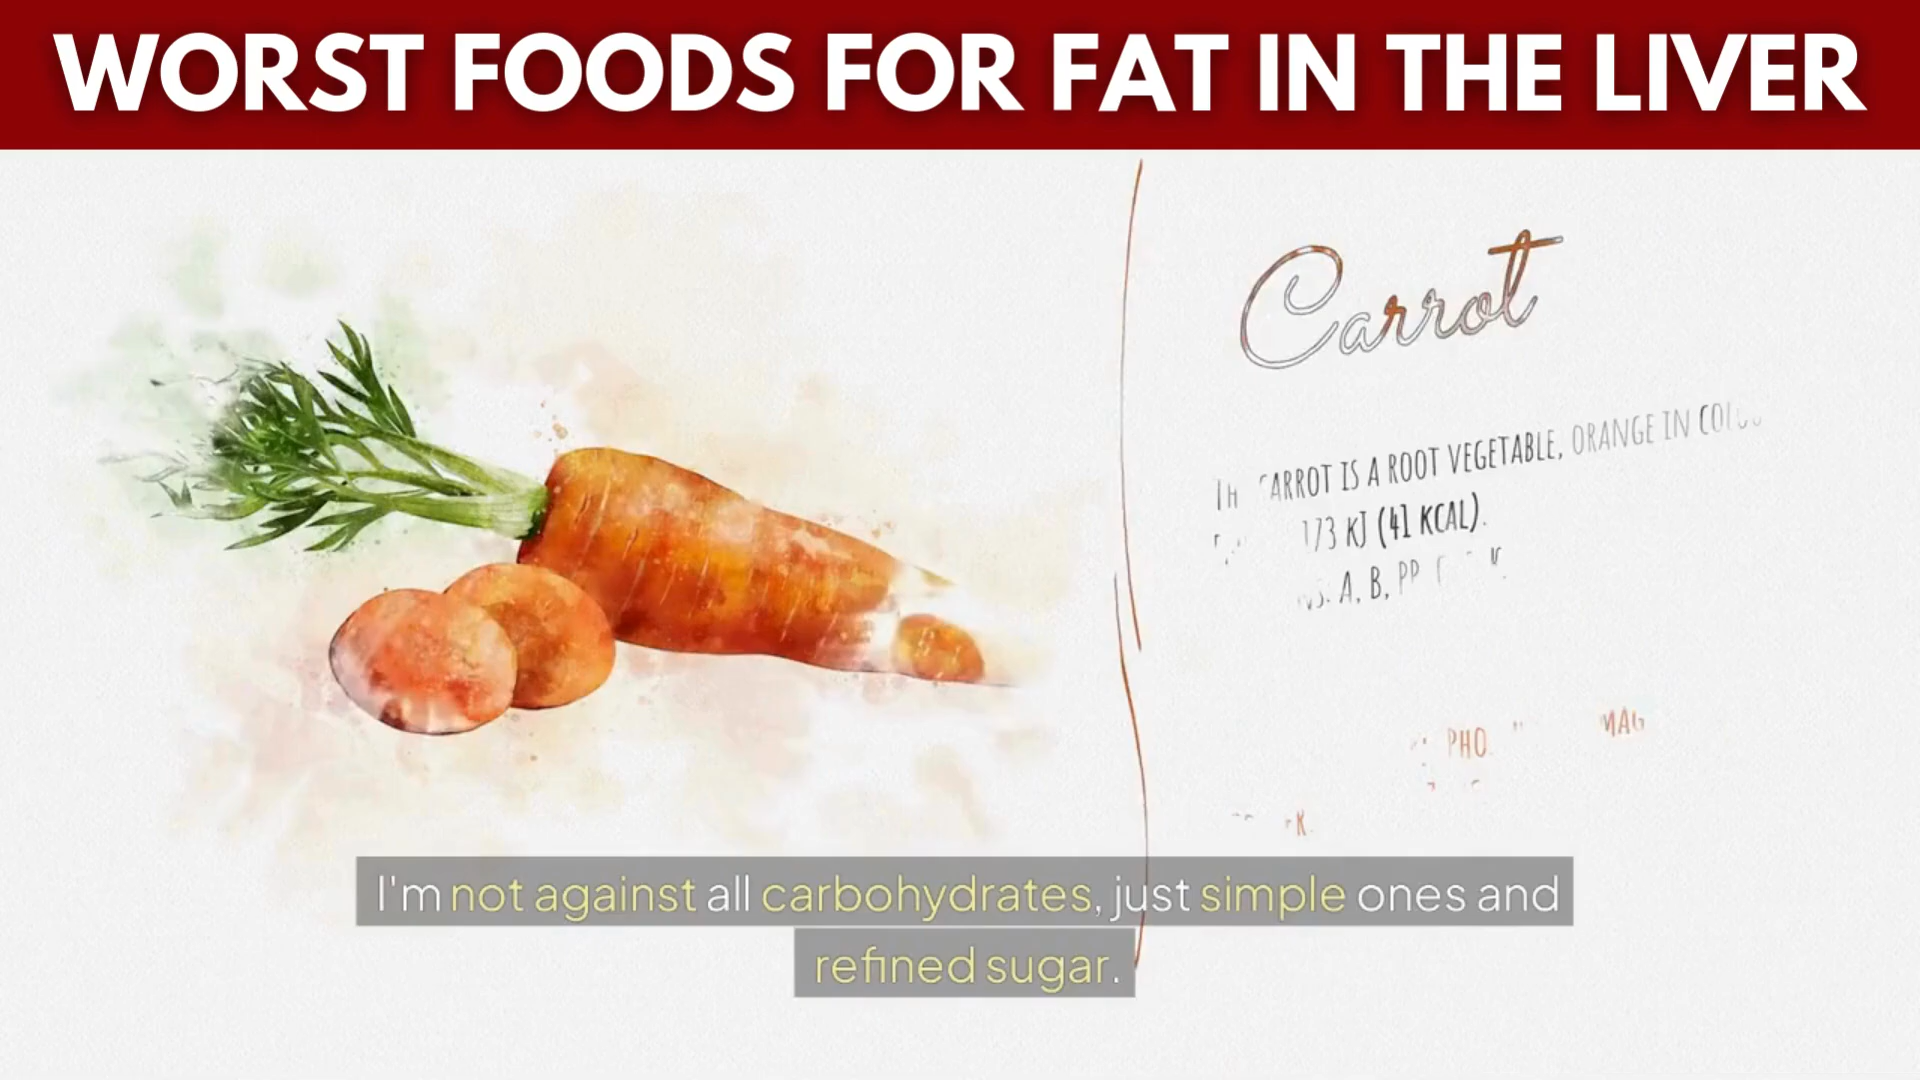 WORST FOODS FOR FAT IN THE LIVER
Carrot
CARROT IS A ROOT VEGETABLE, ORANGE IN
173 KJ (41 KCAL).
A, B, PP
I'm not against all carbohydrates, just simple ones and
refined sugar.